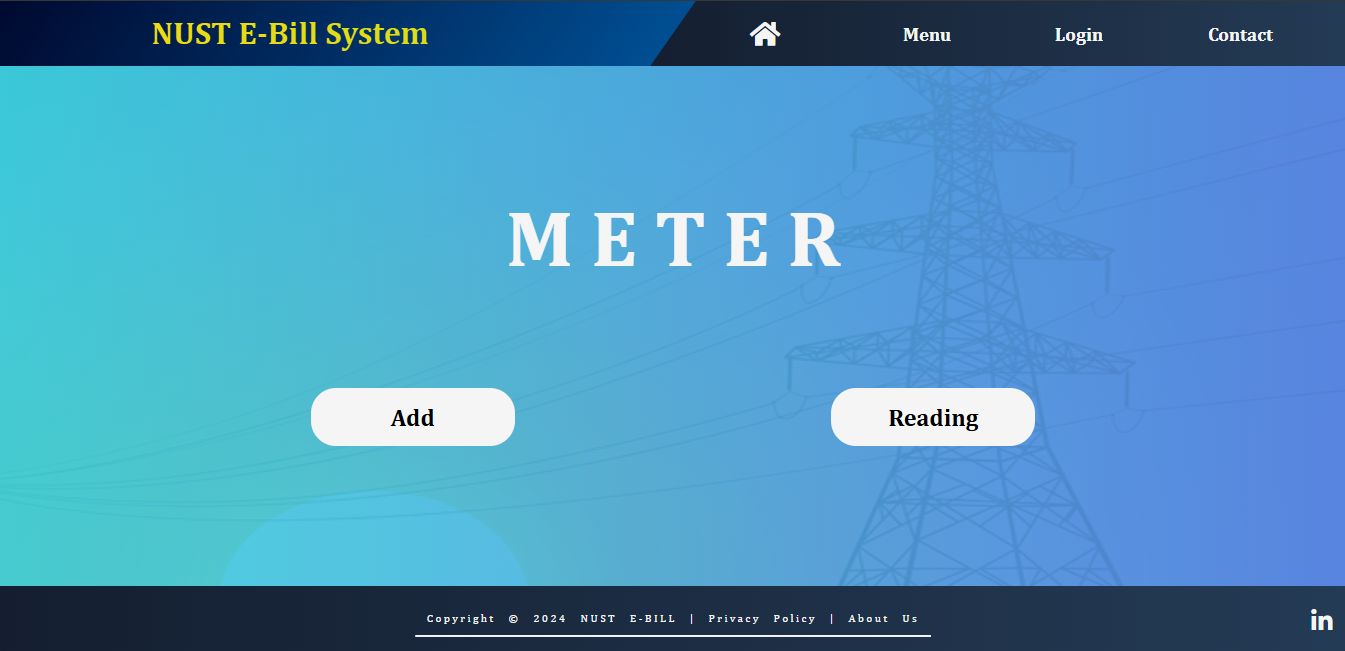 NUST E-Bill System
Menu Login Contact
METER
Add Reading
Copyright © 2024 NUST E-BILL | Privacy Policy | About Us
in